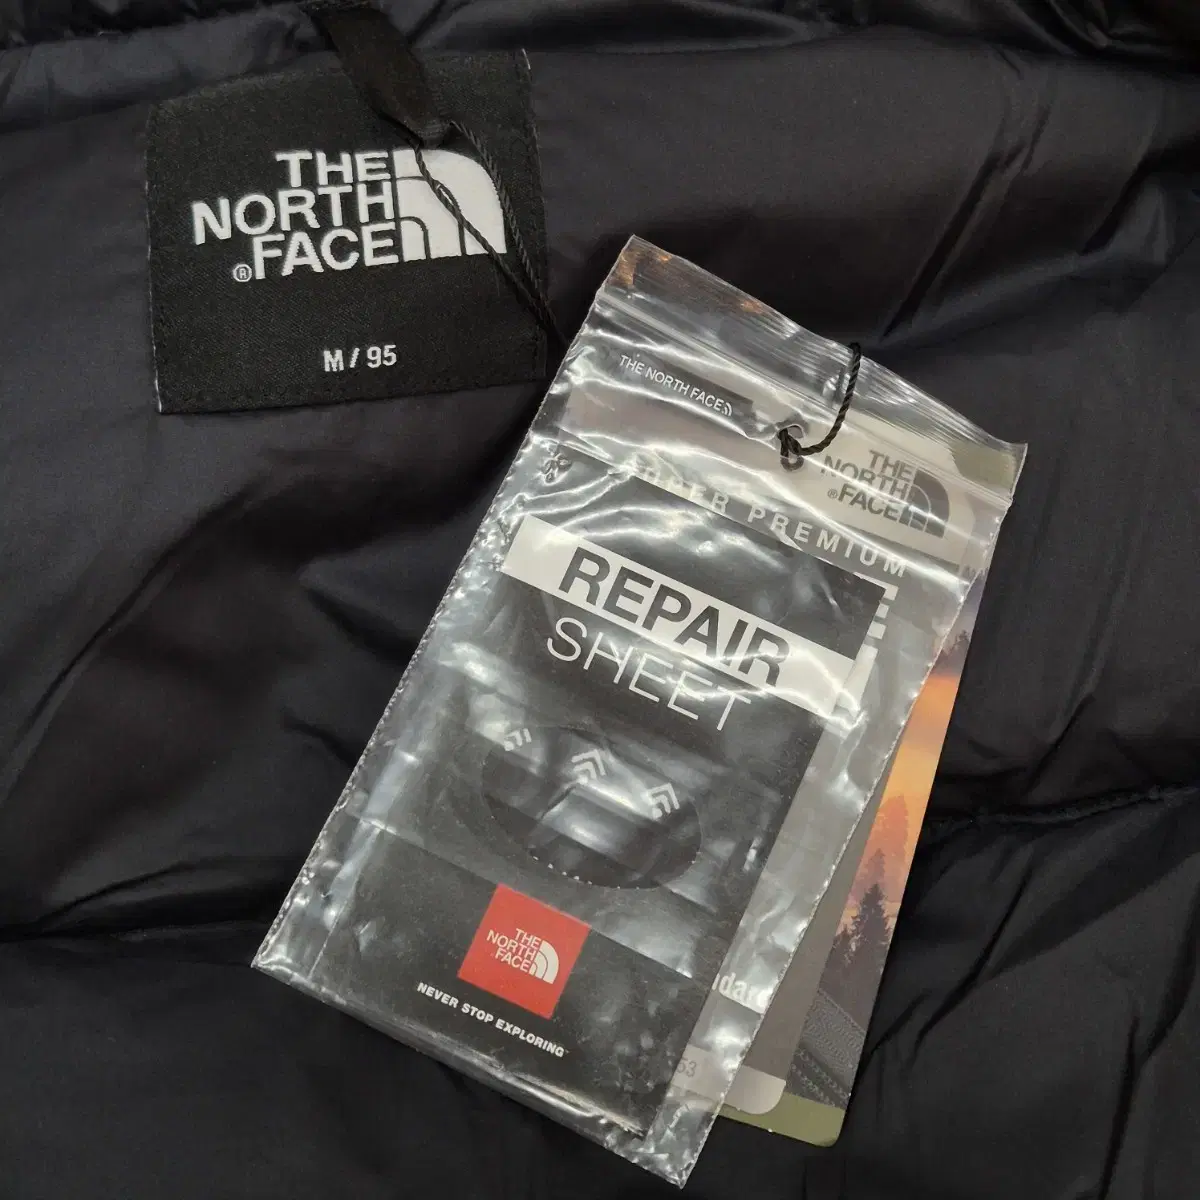 THE
NORTH
FACE
®
M / 95
THE NORTH FACE
THE
NORTH
®FACE
PREMIUM
REPAIR
SHEET
THE
NORTH
FACE
NEVER STOP EXPLORING
53